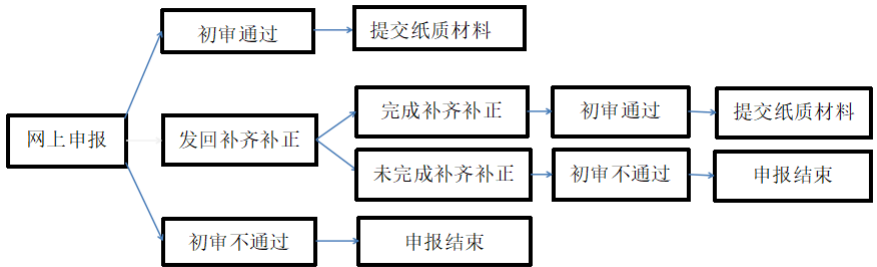 初审通过
提交纸质材料
网上申报
发回补齐补正
完成补齐补正
初审通过
提交纸质材料
未完成补齐补正
初审不通过
申报结束
初审不通过
申报结束